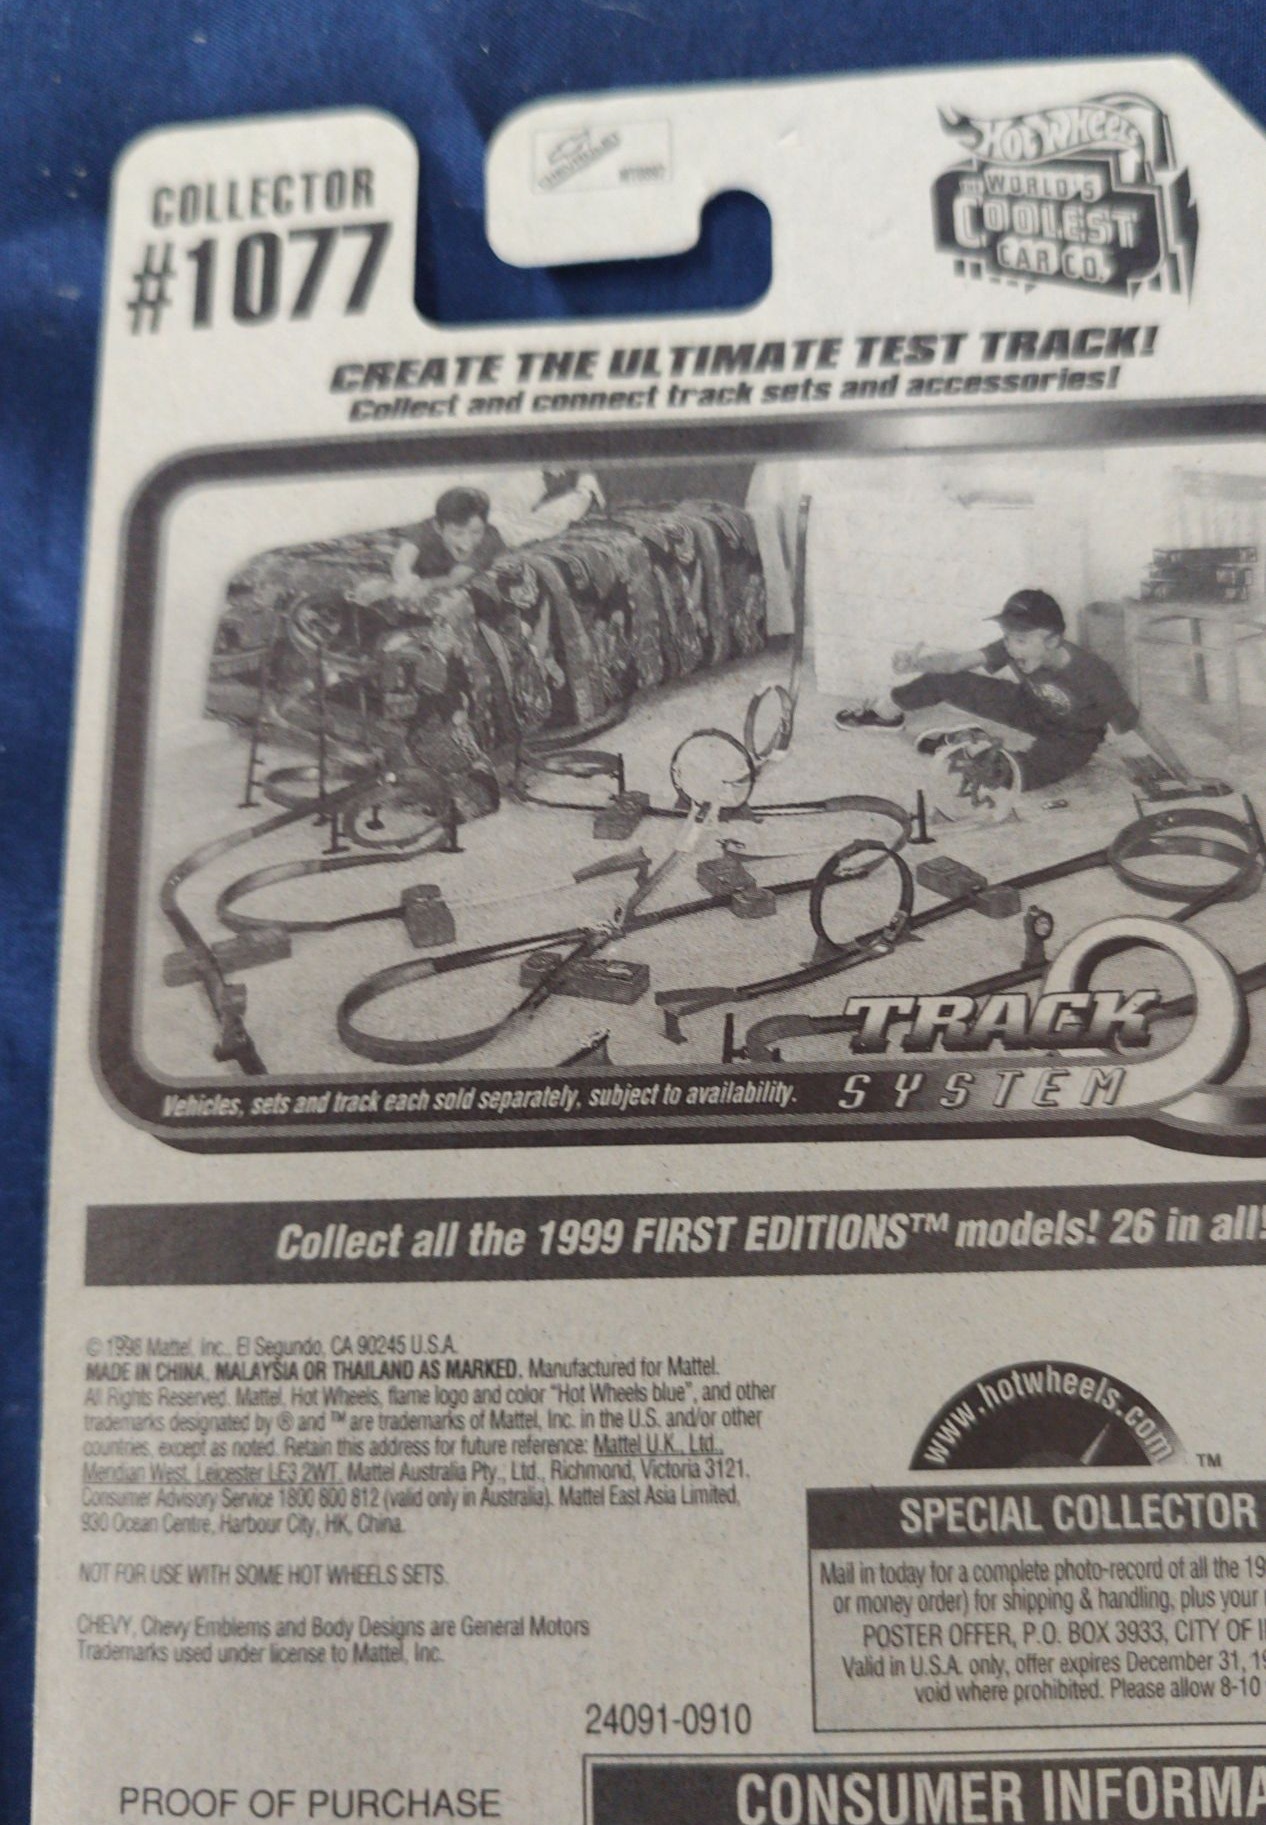 COLLECTOR
#1077
CHEVROLET
HOT WHEELS
THE WORLD'S
COOLEST
CAR CO.
CREATE THE ULTIMATE TEST TRACK!
Collect and connect track sets and accessories!
TRACK
SYSTEM
Vehicles, sets and track each sold separately, subject to availability.
Collect all the 1999 FIRST EDITIONS™ models! 26 in all!
© 1998 Mattel, Inc., El Segundo, CA 90245 U.S.A.
MADE IN CHINA, MALAYSIA OR THAILAND AS MARKED. Manufactured for Mattel.
All Rights Reserved. Mattel, Hot Wheels, flame logo and color "Hot Wheels blue", and other
trademarks designated by ® and ™ are trademarks of Mattel, Inc. in the U.S. and/or other
countries, except as noted. Retain this address for future reference: Mattel U.K., Ltd.,
Meridian West, Leicester LE3 2WT. Mattel Australia Pty., Ltd., Richmond, Victoria 3121.
Consumer Advisory Service 1800 800 812 (valid only in Australia). Mattel East Asia Limited,
930 Ocean Centre, Harbour City, HK, China.
NOT FOR USE WITH SOME HOT WHEELS SETS.
CHEVY, Chevy Emblems and Body Designs are General Motors
Trademarks used under license to Mattel, Inc.
24091-0910
PROOF OF PURCHASE
www.hotwheels.com
™
SPECIAL COLLECTOR
Mail in today for a complete photo-record of all the 19
or money order) for shipping & handling, plus your
POSTER OFFER, P.O. BOX 3933, CITY OF
Valid in U.S.A. only, offer expires December 31, 19
void where prohibited. Please allow 8-10
CONSUMER INFORMA